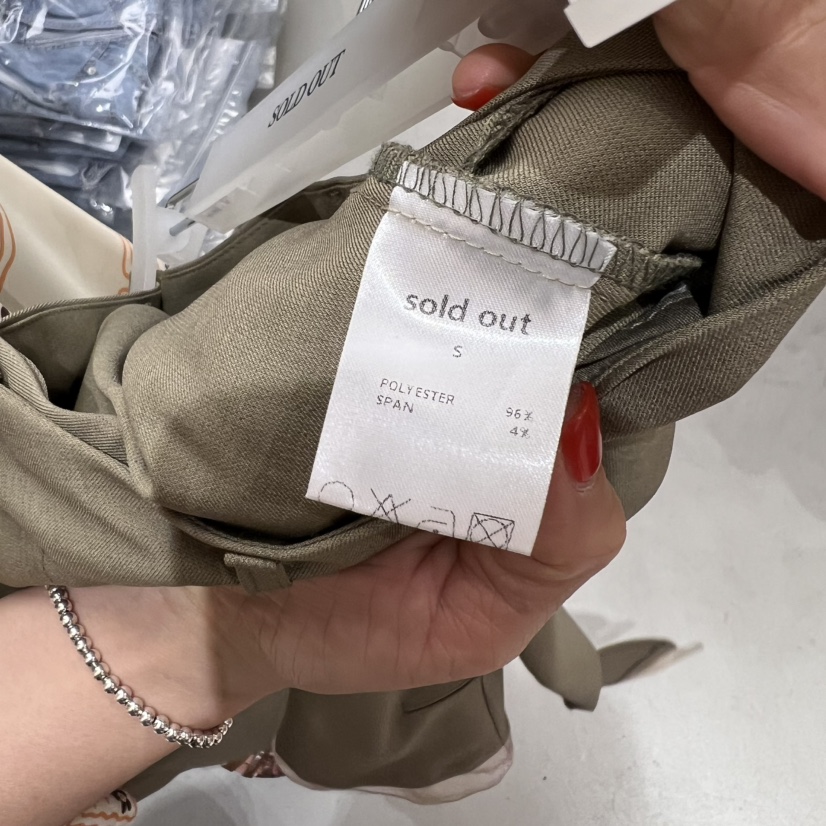 SOLD OUT
sold out
S
POLYESTER 96%
SPAN 4%